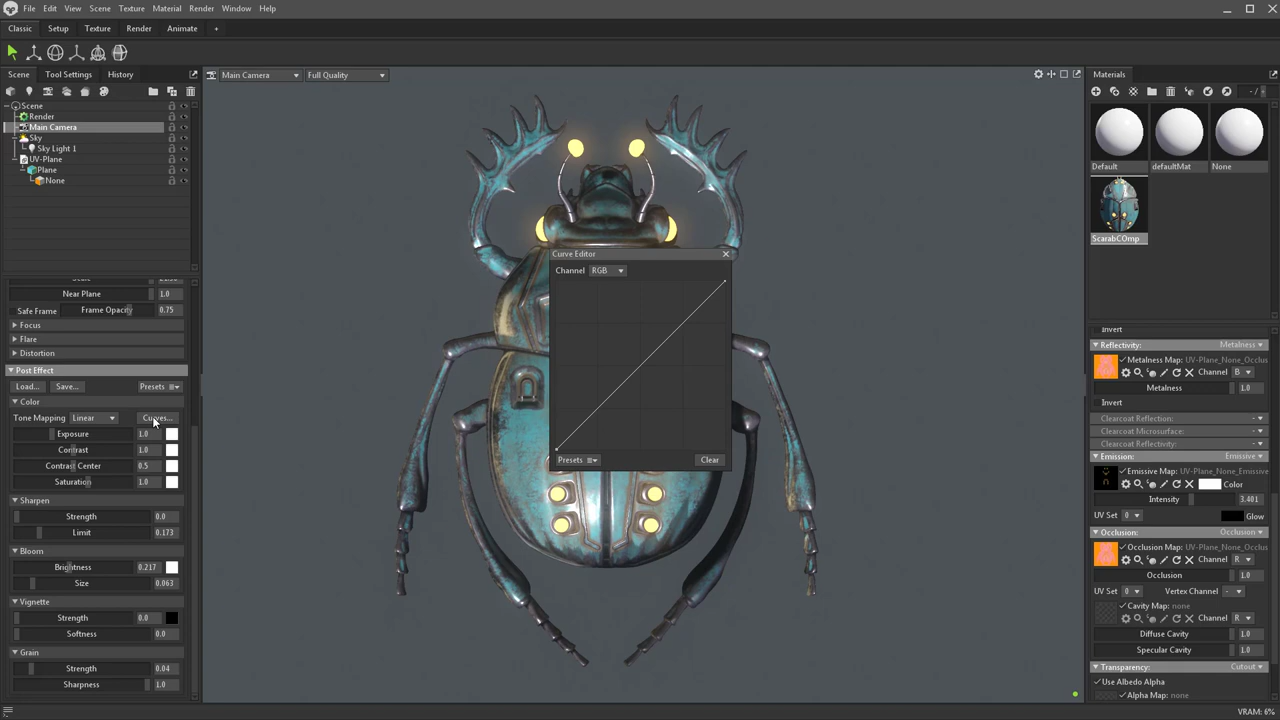 File Edit View Scene Texture Material Render Window Help
Classic Setup Texture Render Animate +
Scene Tool Settings History
Main Camera Full Quality
Materials
Scene
Render
Main Camera
Sky
Sky Light 1
UV-Plane
Plane
None
Default defaultMat None
ScarabCOmp
Near Plane 1.0
Safe Frame Frame Opacity 0.75
Focus
Flare
Distortion
Post Effect
Load... Save... Presets
Color
Tone Mapping Linear Curves...
Exposure 1.0
Contrast 1.0
Contrast Center 0.5
Saturation 1.0
Sharpen
Strength 0.0
Limit 0.173
Bloom
Brightness 0.217
Size 0.063
Vignette
Strength 0.0
Softness 0.0
Grain
Strength 0.04
Sharpness 1.0
Curve Editor
Channel RGB
Presets Clear
Invert
Reflectivity: Metalness
Metalness Map: UV-Plane_None_Occlus
Channel B
Metalness 1.0
Invert
Clearcoat Reflection: -
Clearcoat Microsurface: -
Clearcoat Reflectivity: -
Emission: Emissive
Emissive Map: UV-Plane_None_Emissive
Color
Intensity 3.401
UV Set 0 Glow
Occlusion: Occlusion
Occlusion Map: UV-Plane_None_Occlus
Channel R
Occlusion 1.0
UV Set 0 Vertex Channel -
Cavity Map: none
Channel R
Diffuse Cavity 1.0
Specular Cavity 1.0
Transparency: Cutout
Use Albedo Alpha
Alpha Map: none
VRAM: 6%